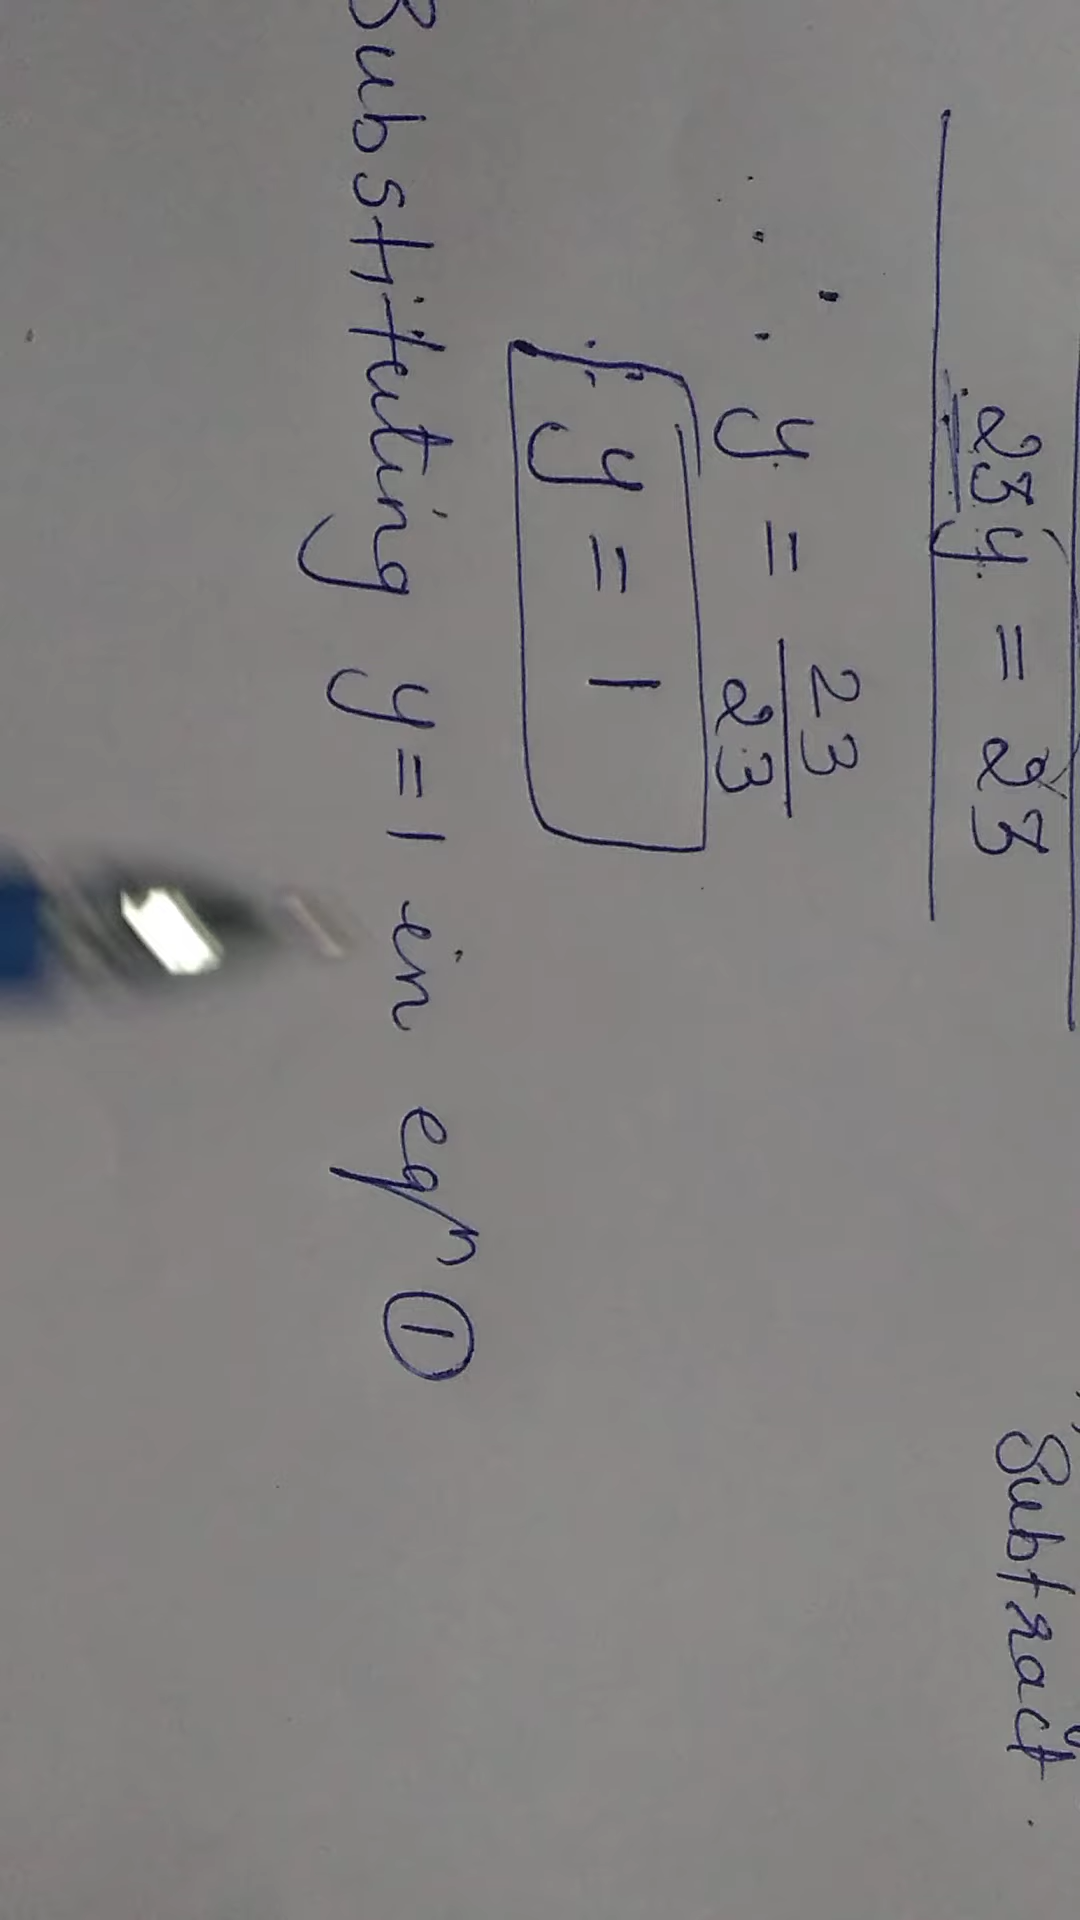 Subtract.
23y = 23
∴ y = 23/23
∴ y = 1
Substituting y = 1 in eqⁿ ①